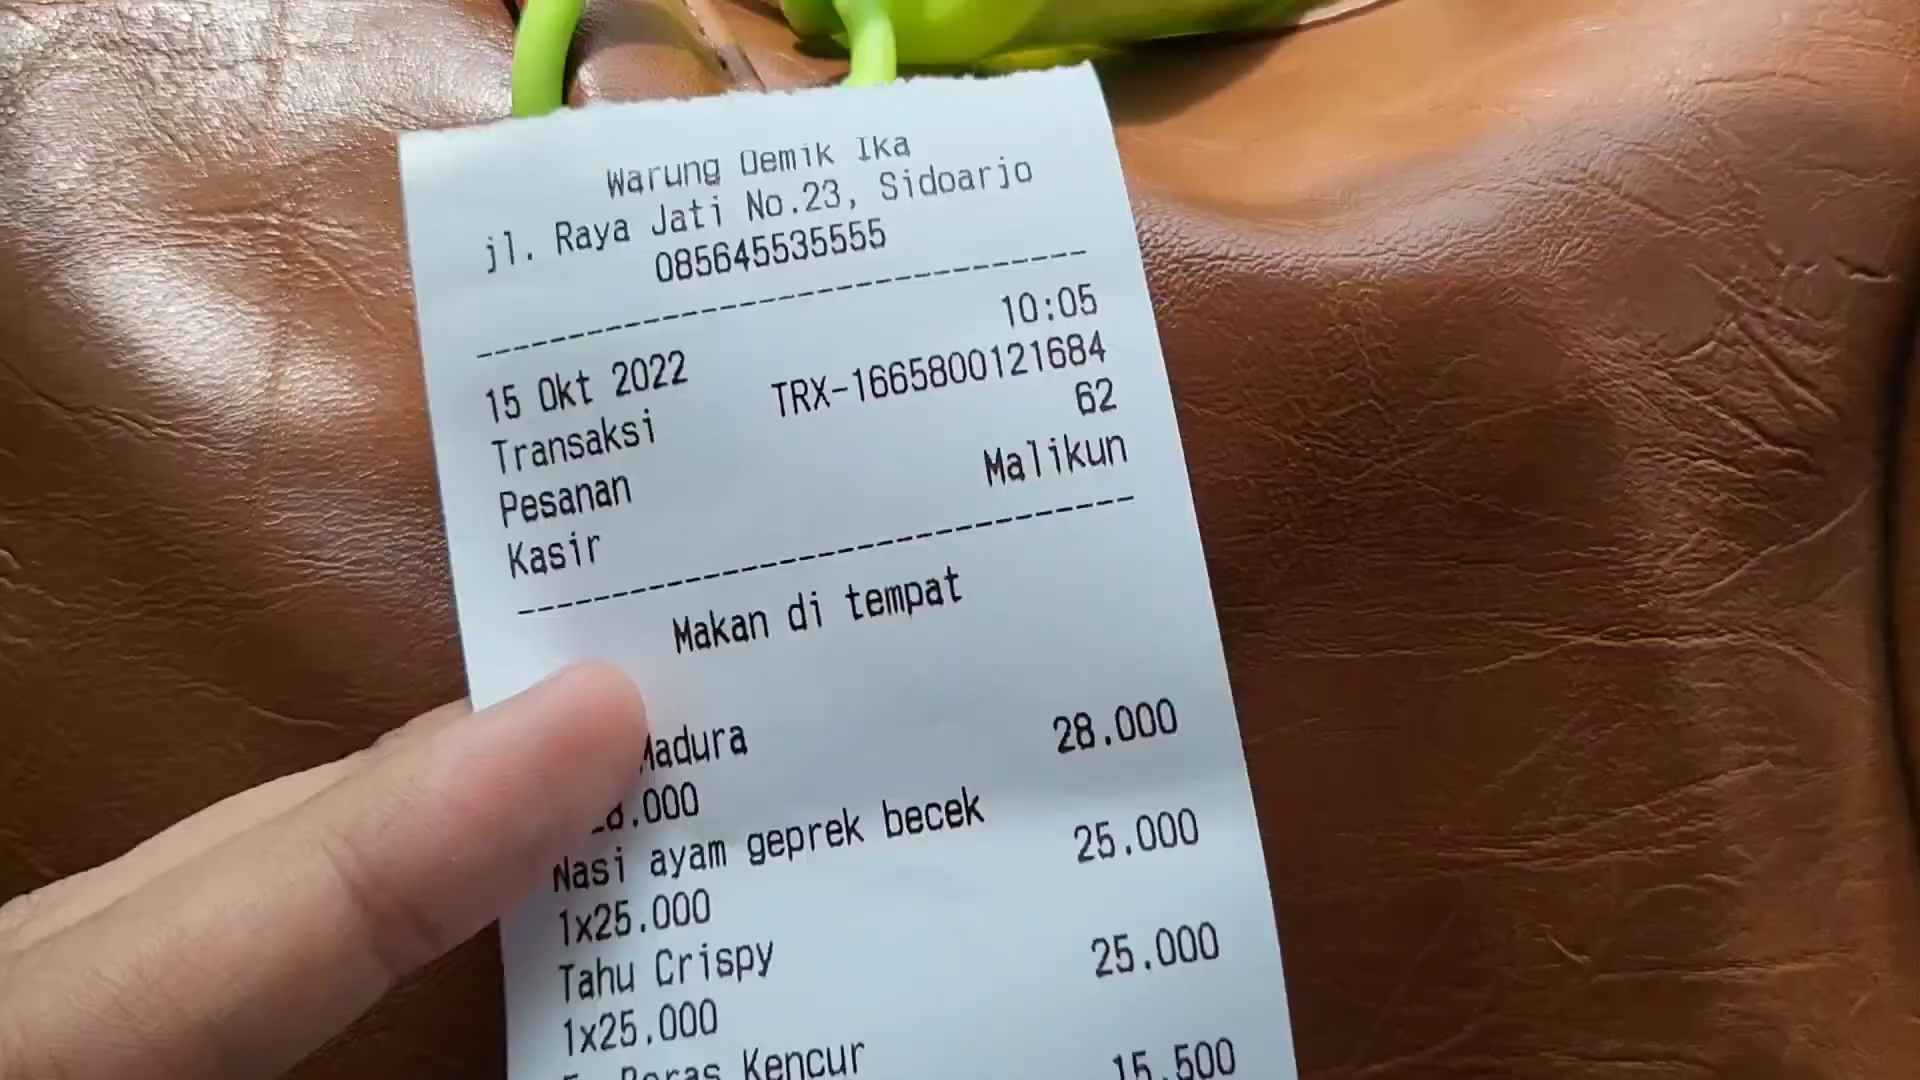 Warung Demik Ika
jl. Raya Jati No.23, Sidoarjo
085645535555
15 Okt 2022 10:05
Transaksi TRX-1665800121684
Pesanan 62
Kasir Malikun
Makan di tempat
Madura 28.000
.000
Nasi ayam geprek becek 25.000
1x25.000
Tahu Crispy 25.000
1x25.000
Kencur 15.500